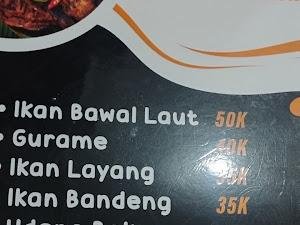 • Ikan Bawal Laut 50K
• Gurame
• Ikan Layang
Ikan Bandeng 35K